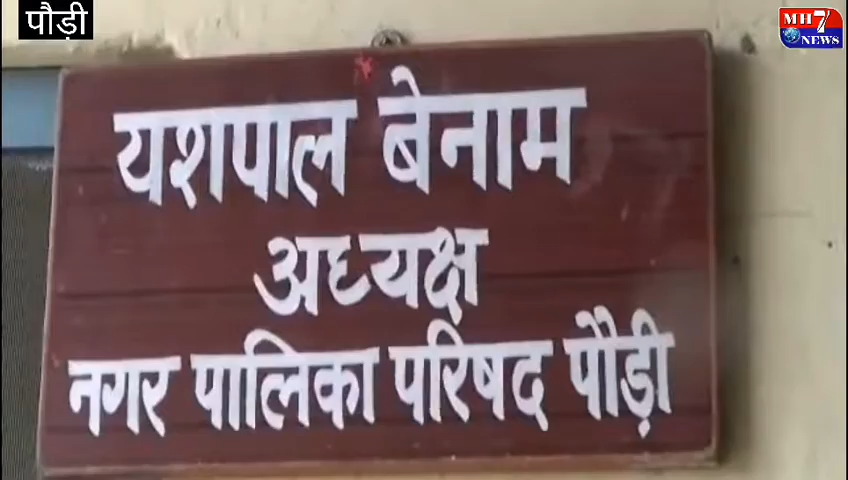 पौड़ी
MH7
NEWS
यशपाल बेनाम
अध्यक्ष
नगर पालिका परिषद पौड़ी